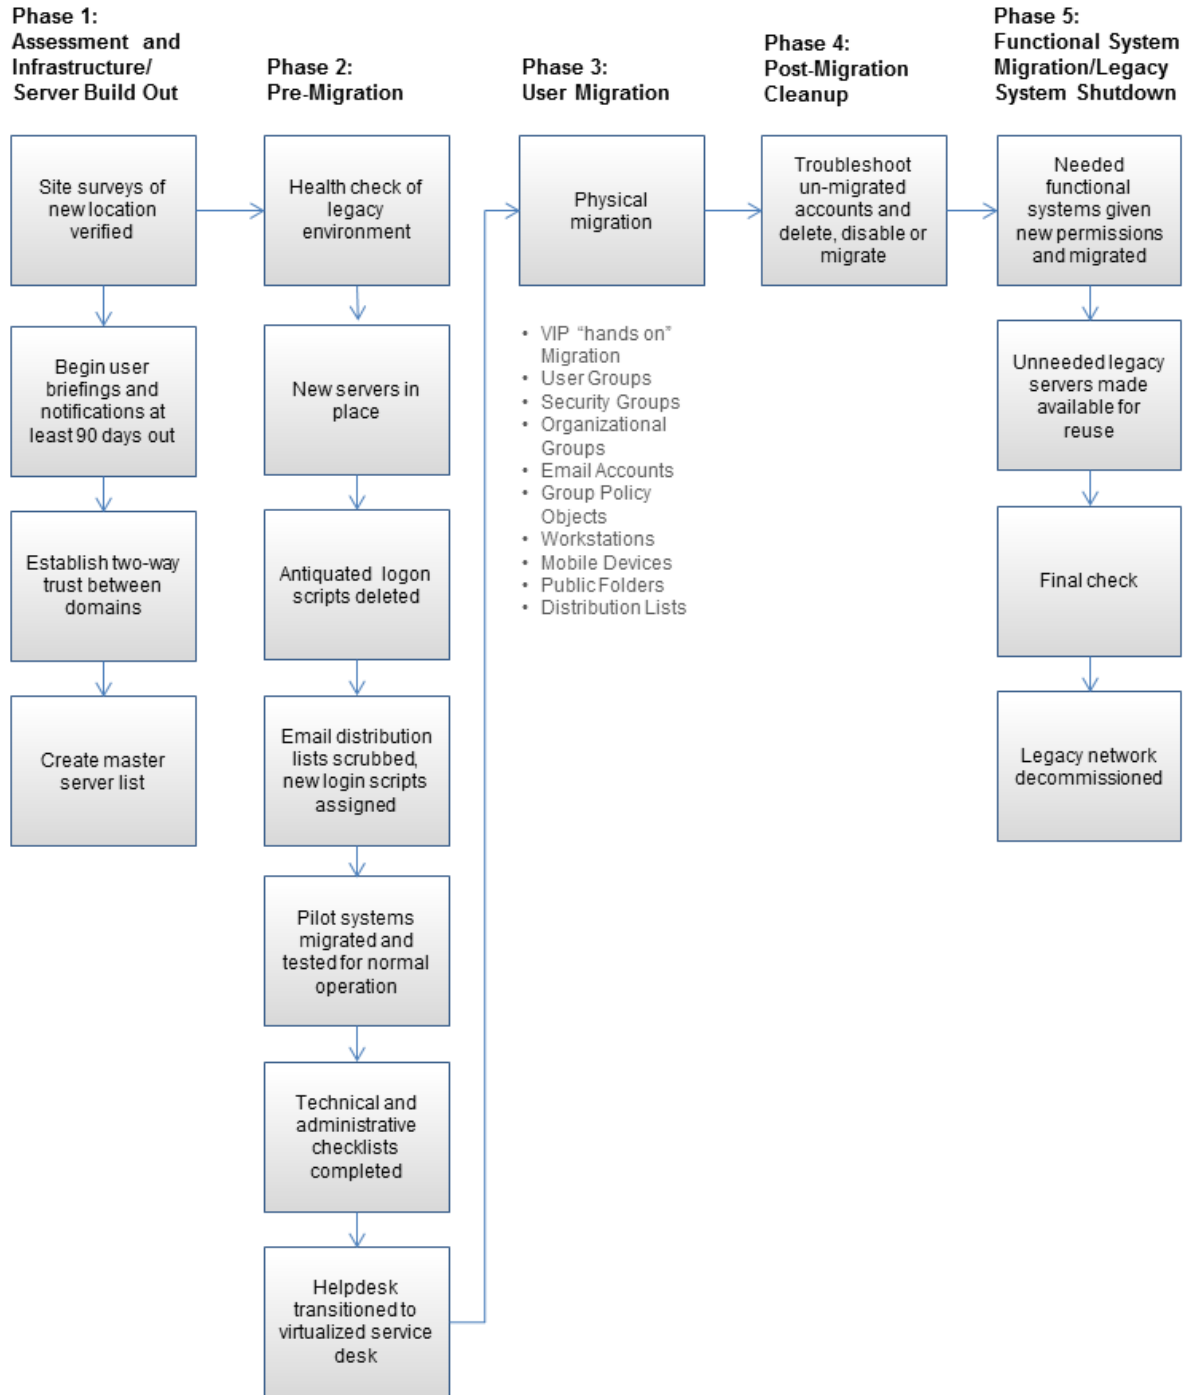 Phase 1:
Assessment and
Infrastructure/
Server Build Out
Site surveys of
new location
verified
Begin user
briefings and
notifications at
least 90 days out
Establish two-way
trust between
domains
Create master
server list
Phase 2:
Pre-Migration
Health check of
legacy
environment
New servers in
place
Antiquated logon
scripts deleted
Email distribution
lists scrubbed,
new login scripts
assigned
Pilot systems
migrated and
tested for normal
operation
Technical and
administrative
checklists
completed
Helpdesk
transitioned to
virtualized service
desk
Phase 3:
User Migration
Physical
migration
• VIP “hands on”
Migration
• User Groups
• Security Groups
• Organizational
Groups
• Email Accounts
• Group Policy
Objects
• Workstations
• Mobile Devices
• Public Folders
• Distribution Lists
Phase 4:
Post-Migration
Cleanup
Troubleshoot
un-migrated
accounts and
delete, disable or
migrate
Phase 5:
Functional System
Migration/Legacy
System Shutdown
Needed
functional
systems given
new permissions
and migrated
Unneeded legacy
servers made
available for
reuse
Final check
Legacy network
decommissioned